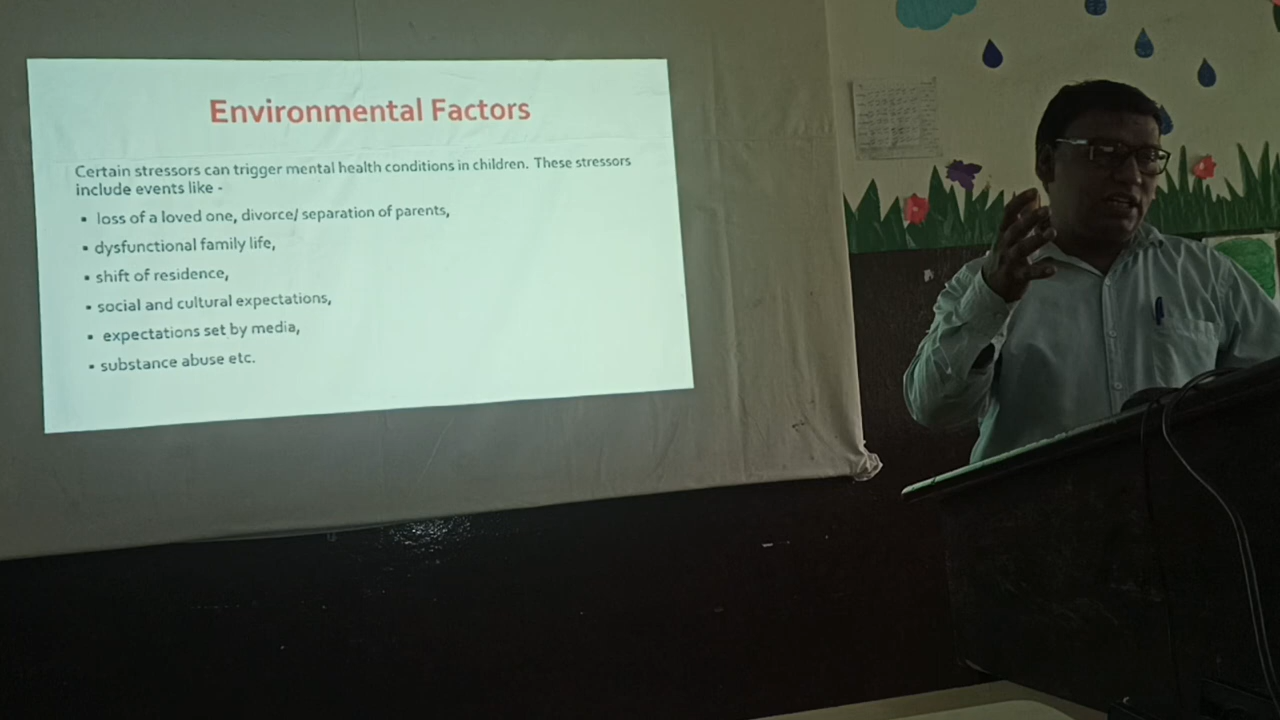 Environmental Factors
Certain stressors can trigger mental health conditions in children. These stressors
include events like -
▪ loss of a loved one, divorce/ separation of parents,
▪ dysfunctional family life,
▪ shift of residence,
▪ social and cultural expectations,
▪ expectations set by media,
▪ substance abuse etc.